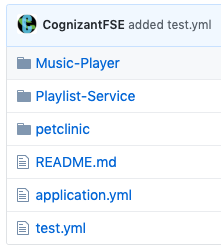 CognizantFSE added test.yml
Music-Player
Playlist-Service
petclinic
README.md
application.yml
test.yml